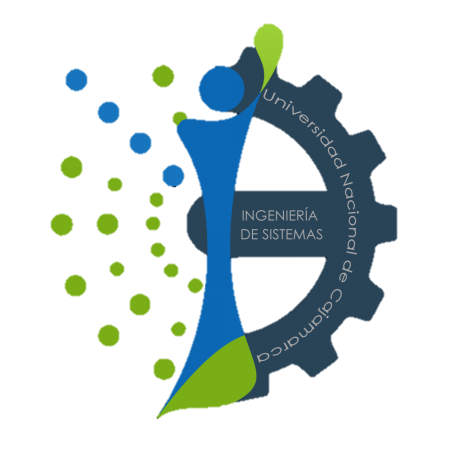 Universidad Nacional de Cajamarca
INGENIERÍA
DE SISTEMAS